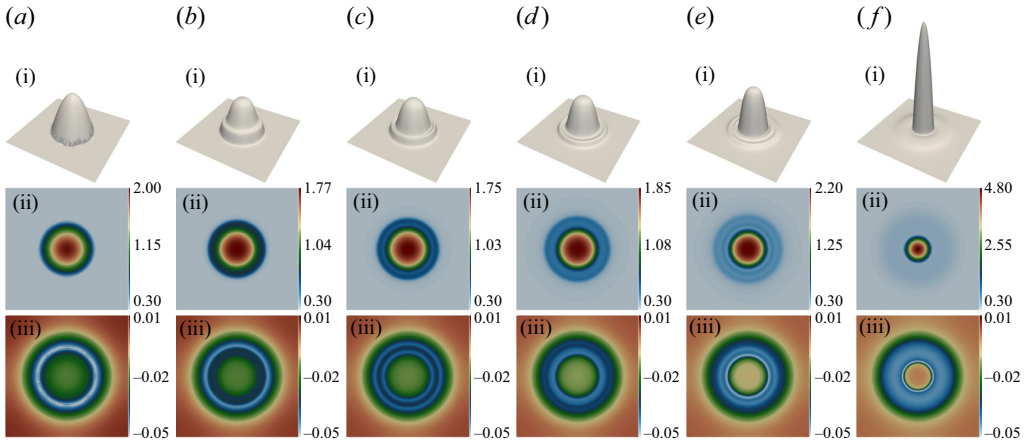 (a) (b) (c) (d) (e) (f)
(i) (i) (i) (i) (i) (i)
(ii) 2.00 (ii) 1.77 (ii) 1.75 (ii) 1.85 (ii) 2.20 (ii) 4.80
1.15 1.04 1.03 1.08 1.25 2.55
0.30 0.30 0.30 0.30 0.30 0.30
(iii) 0.01 (iii) 0.01 (iii) 0.01 (iii) 0.01 (iii) 0.01 (iii) 0.01
–0.02 –0.02 –0.02 –0.02 –0.02 –0.02
–0.05 –0.05 –0.05 –0.05 –0.05 –0.05